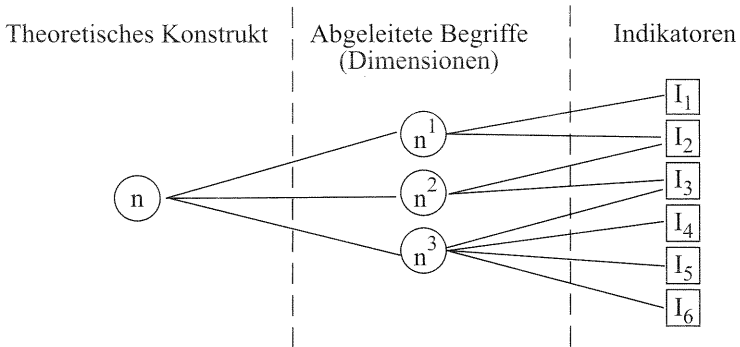 Theoretisches Konstrukt
Abgeleitete Begriffe
(Dimensionen)
Indikatoren
n
n¹
n²
n³
I₁
I₂
I₃
I₄
I₅
I₆